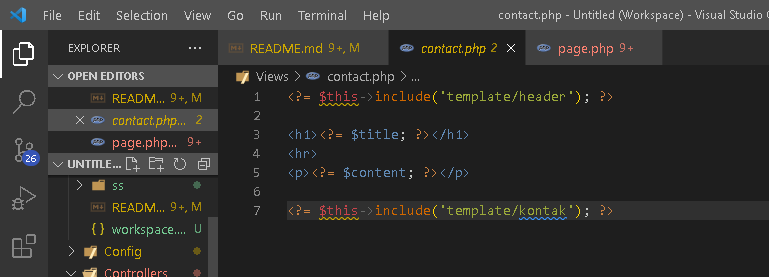 File Edit Selection View Go Run Terminal Help contact.php - Untitled (Workspace) - Visual Studio
EXPLORER ...
README.md 9+, M contact.php 2 page.php 9+
OPEN EDITORS
READM... 9+, M
contact.php... 2
page.php... 9+
UNTITLE...
ss
READM... 9+, M
workspace.... U
Config
Controllers
26
Views > contact.php > ...
1 <?= $this->include('template/header'); ?>
2
3 <h1><?= $title; ?></h1>
4 <hr>
5 <p><?= $content; ?></p>
6
7 <?= $this->include('template/kontak'); ?>